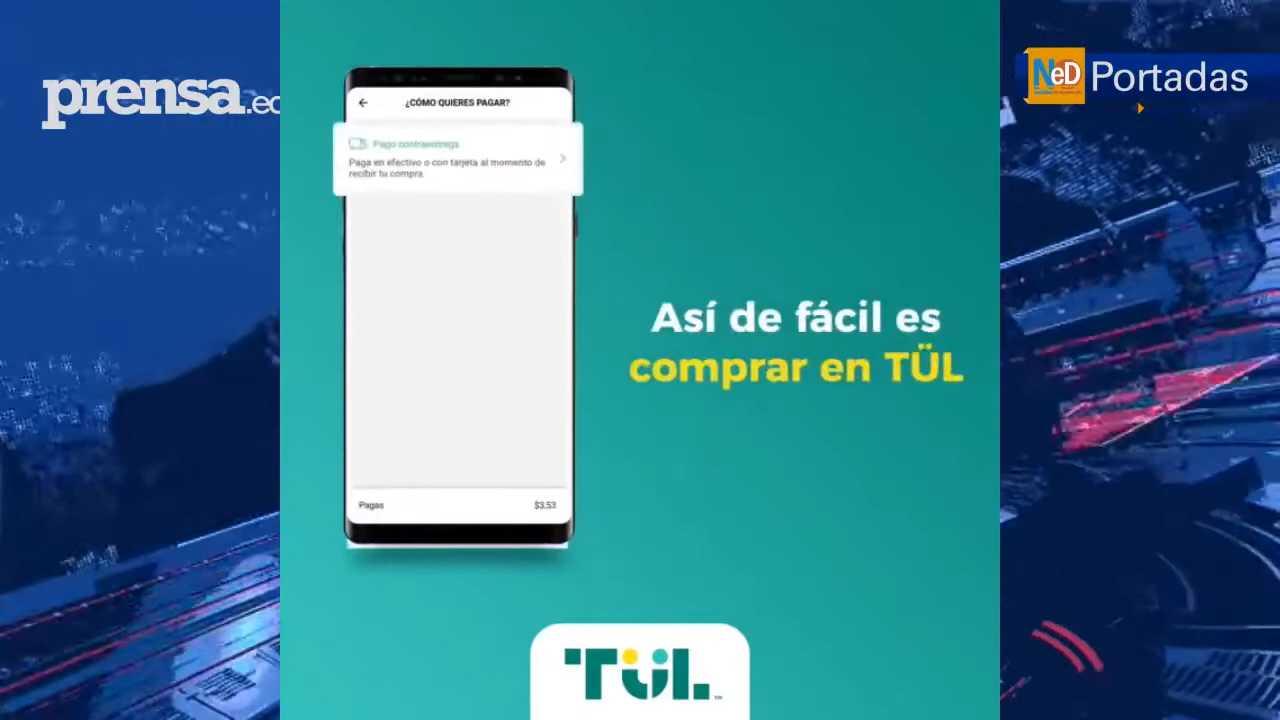 prensa.ec
NeD Portadas
¿CÓMO QUIERES PAGAR?
Pago contraentrega
Paga en efectivo o con tarjeta al momento de
recibir tu compra.
Así de fácil es
comprar en TÜL
Pagas $3.53
TÜL